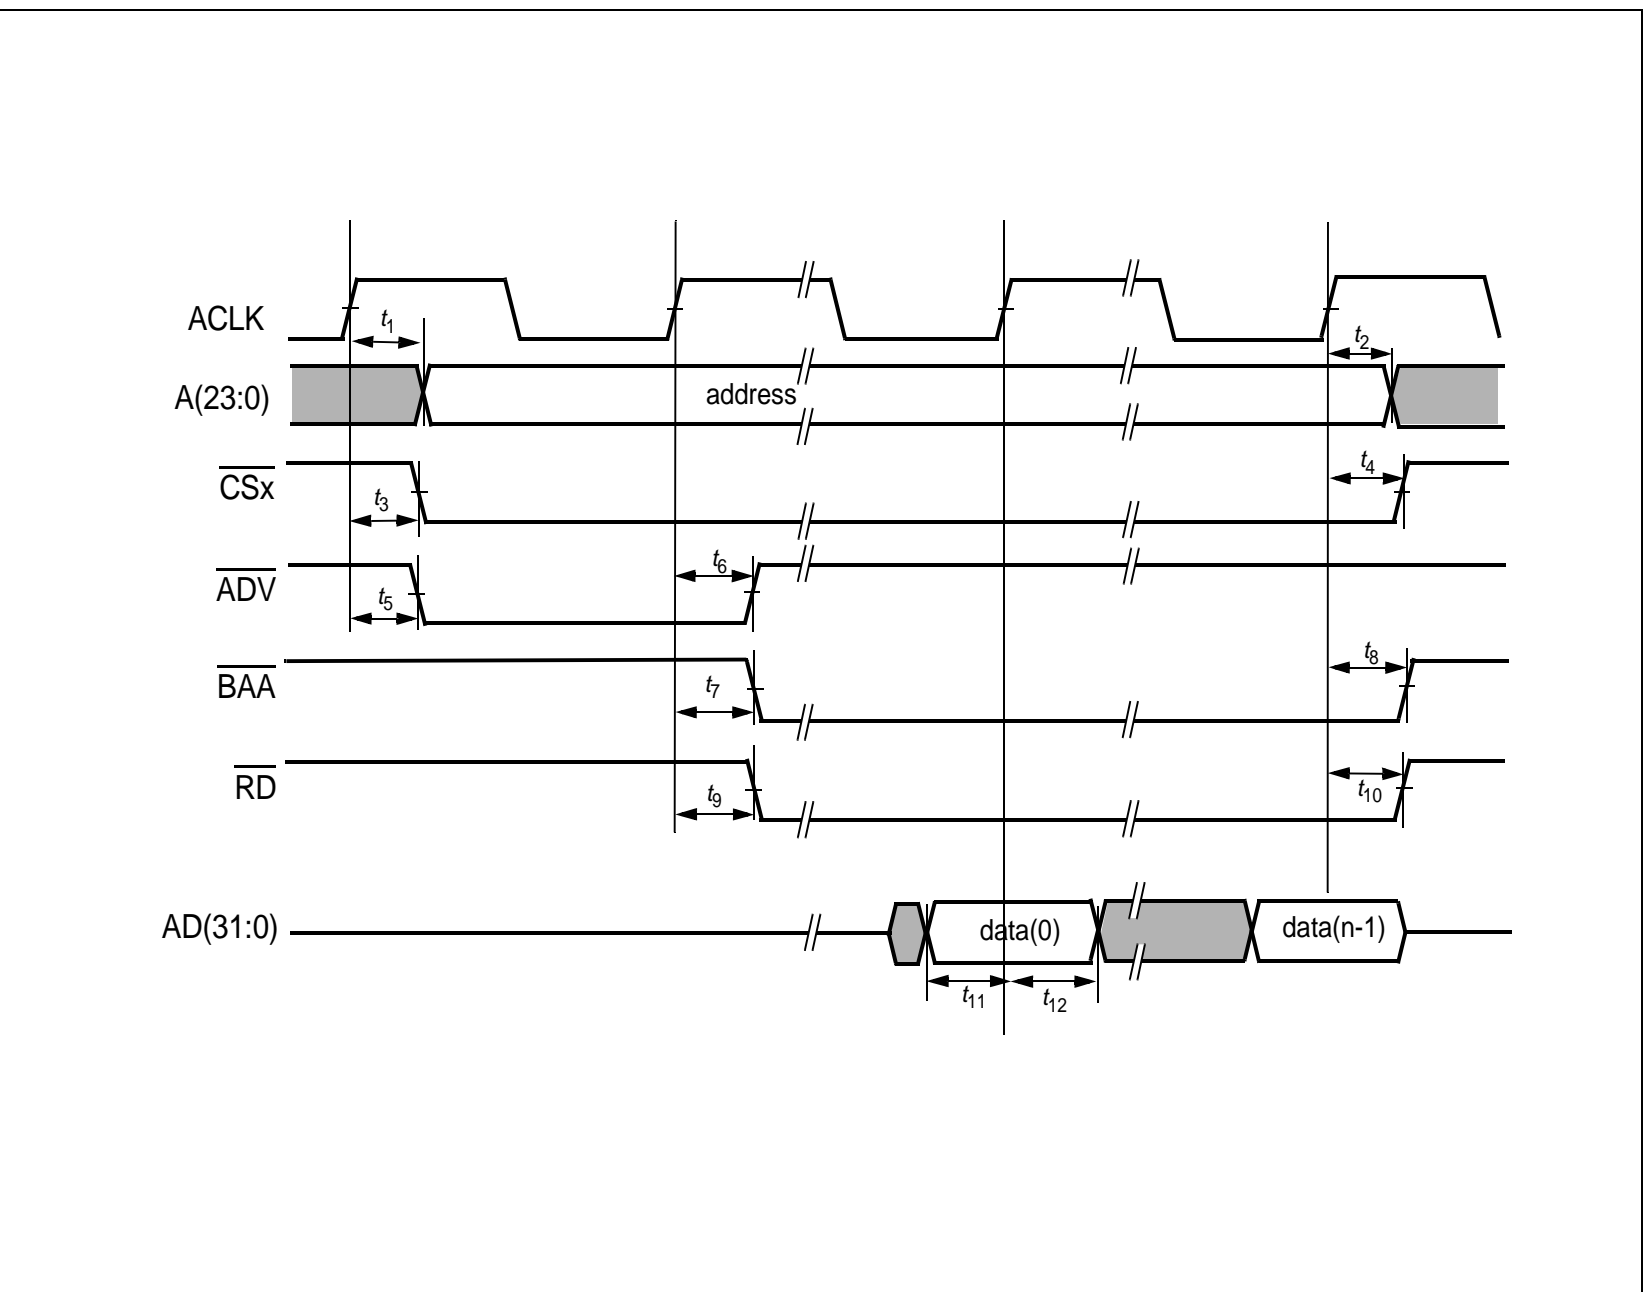 ACLK
t1
t2
A(23:0)
address
CSx
t3
t4
ADV
t5
t6
BAA
t7
t8
RD
t9
t10
AD(31:0)
data(0)
data(n-1)
t11
t12